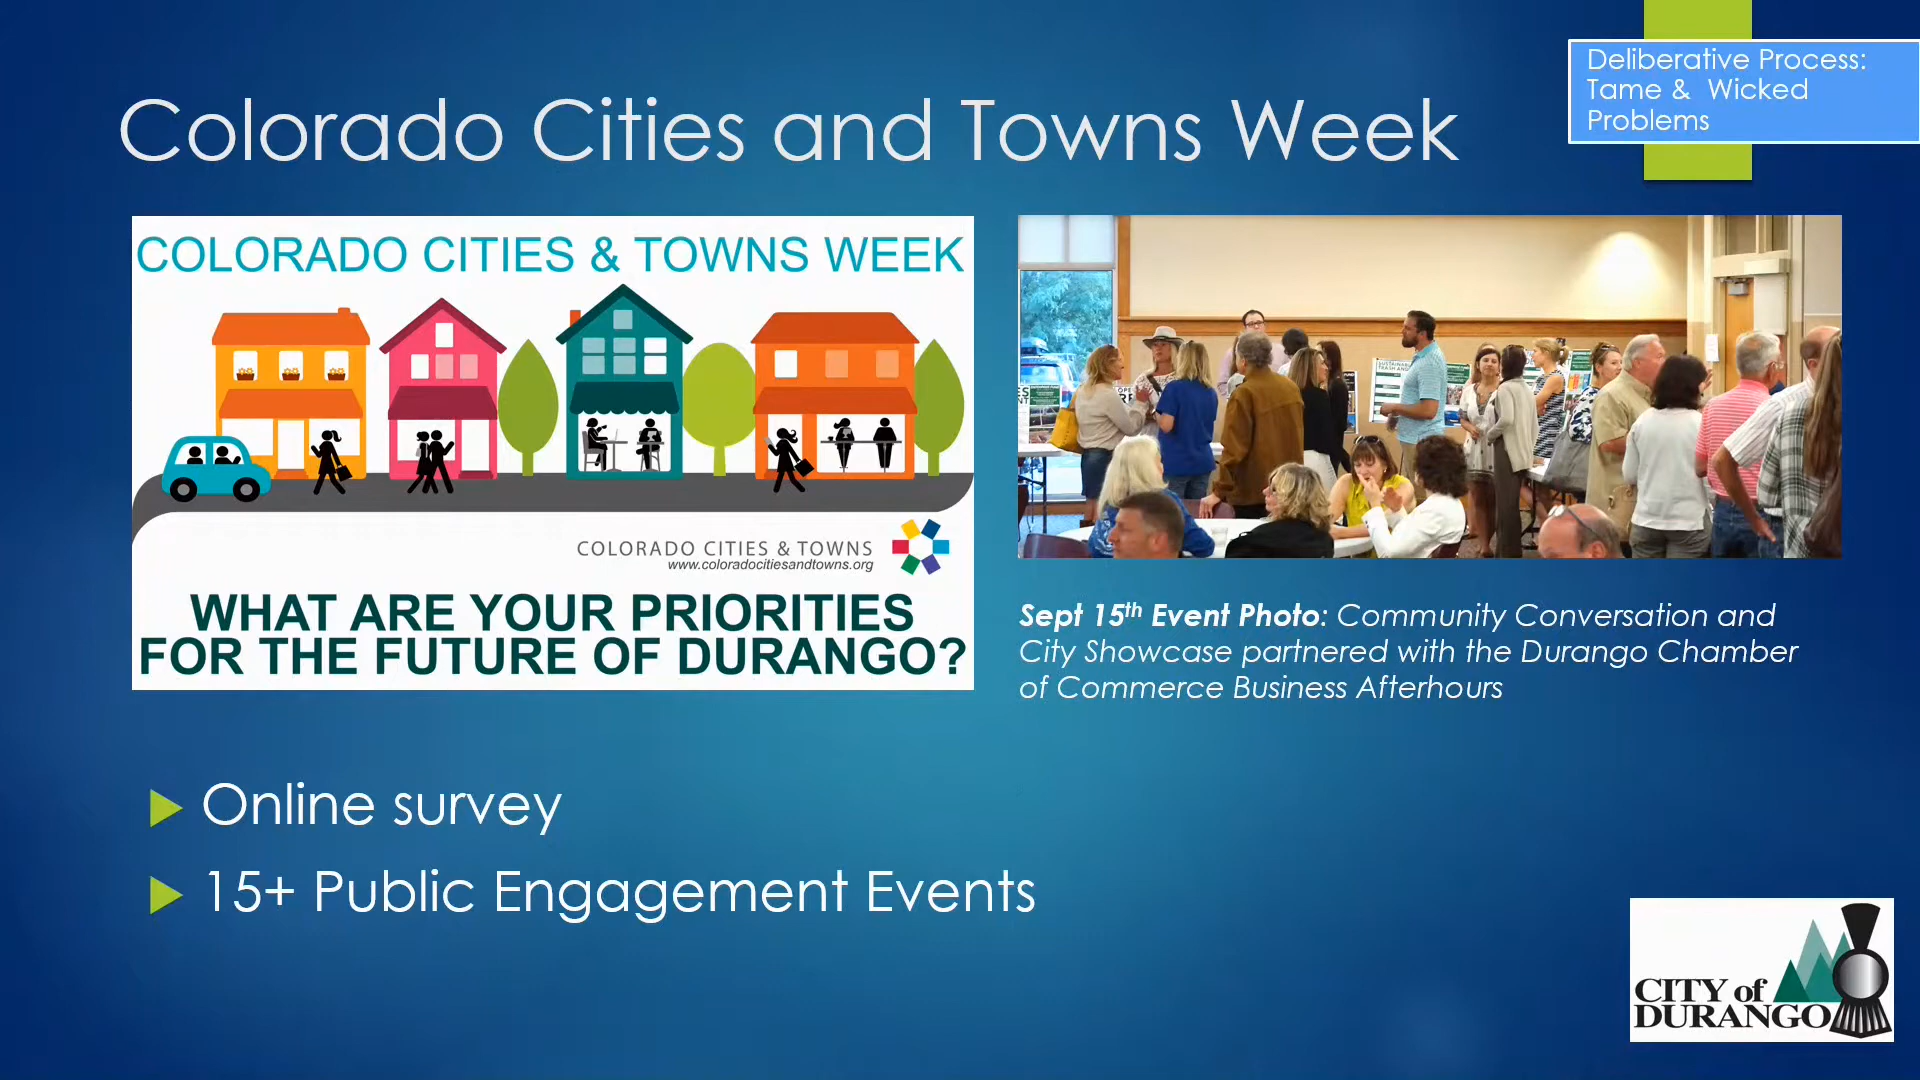 Deliberative Process:
Tame & Wicked
Problems
Colorado Cities and Towns Week
COLORADO CITIES & TOWNS WEEK
COLORADO CITIES & TOWNS
www.coloradocitiesandtowns.org
WHAT ARE YOUR PRIORITIES
FOR THE FUTURE OF DURANGO?
Sept 15th Event Photo: Community Conversation and
City Showcase partnered with the Durango Chamber
of Commerce Business Afterhours
Online survey
15+ Public Engagement Events
CITY of
DURANGO